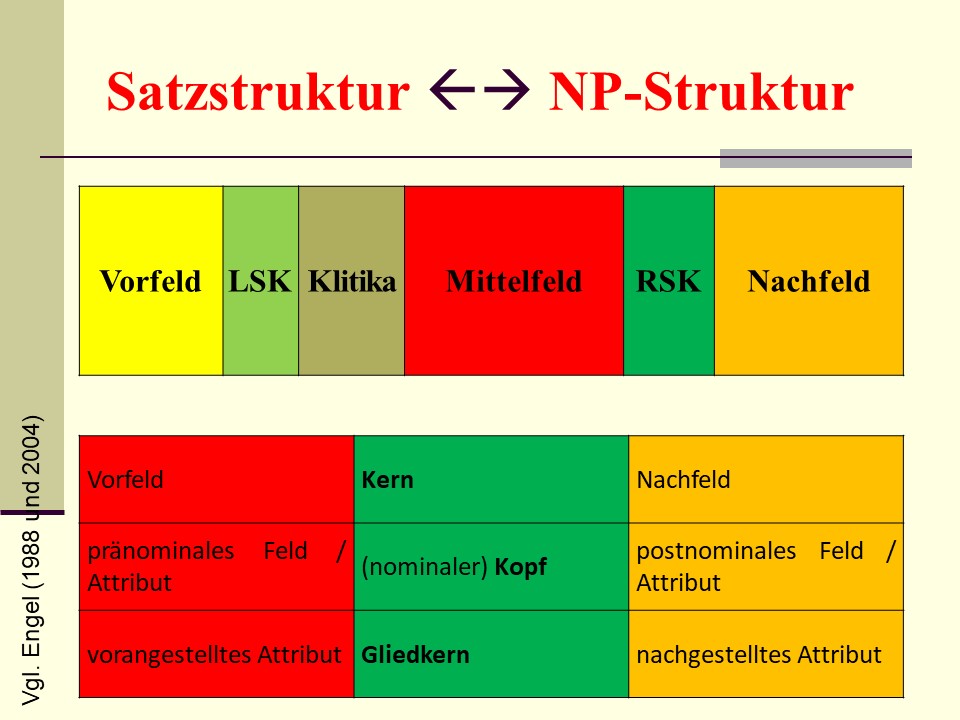 Satzstruktur ←→ NP-Struktur
Vorfeld LSK Klitika Mittelfeld RSK Nachfeld
Vorfeld Kern Nachfeld
pränominales Feld / Attribut (nominaler) Kopf postnominales Feld / Attribut
vorangestelltes Attribut Gliedkern nachgestelltes Attribut
Vgl. Engel (1988 und 2004)